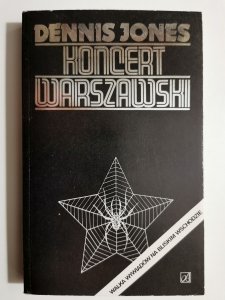 DENNIS JONES
KONCERT
WARSZAWSKI
WALKA WYWIADÓW NA BLISKIM WSCHODZIE